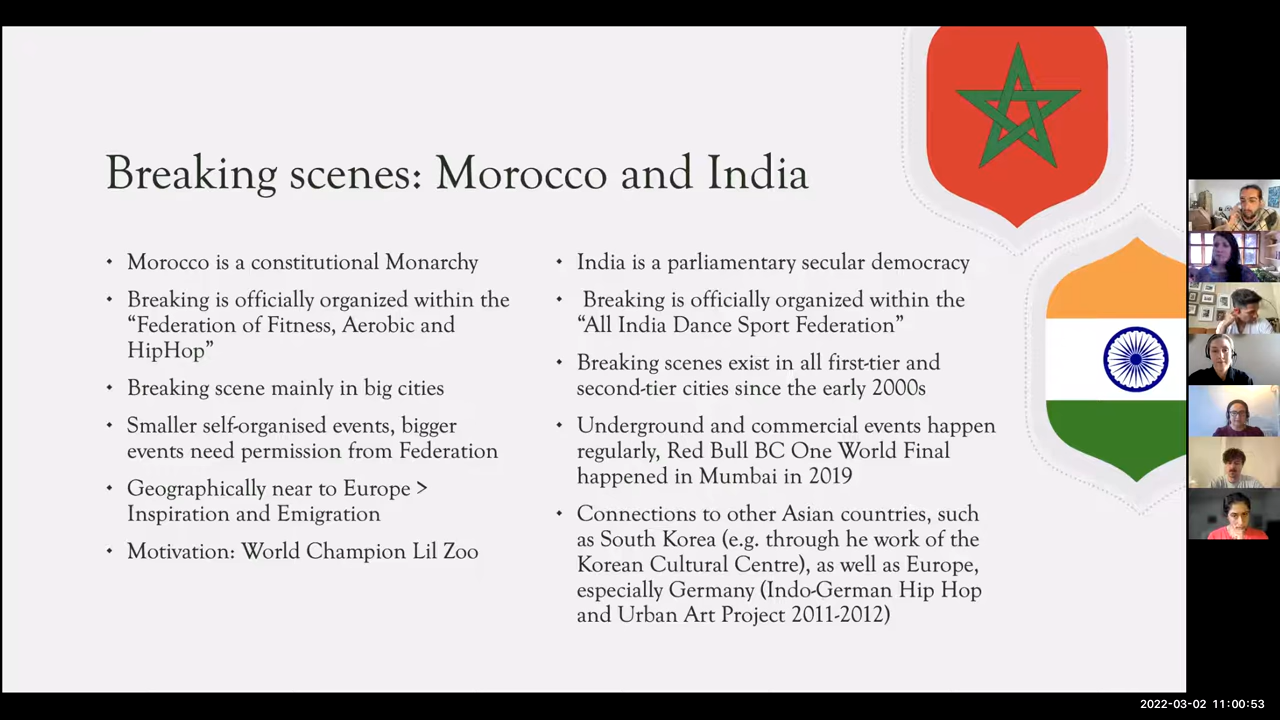 Breaking scenes: Morocco and India
Morocco is a constitutional Monarchy
Breaking is officially organized within the
“Federation of Fitness, Aerobic and
HipHop”
Breaking scene mainly in big cities
Smaller self-organised events, bigger
events need permission from Federation
Geographically near to Europe >
Inspiration and Emigration
Motivation: World Champion Lil Zoo
India is a parliamentary secular democracy
Breaking is officially organized within the
“All India Dance Sport Federation”
Breaking scenes exist in all first-tier and
second-tier cities since the early 2000s
Underground and commercial events happen
regularly, Red Bull BC One World Final
happened in Mumbai in 2019
Connections to other Asian countries, such
as South Korea (e.g. through he work of the
Korean Cultural Centre), as well as Europe,
especially Germany (Indo-German Hip Hop
and Urban Art Project 2011-2012)
2022-03-02 11:00:53